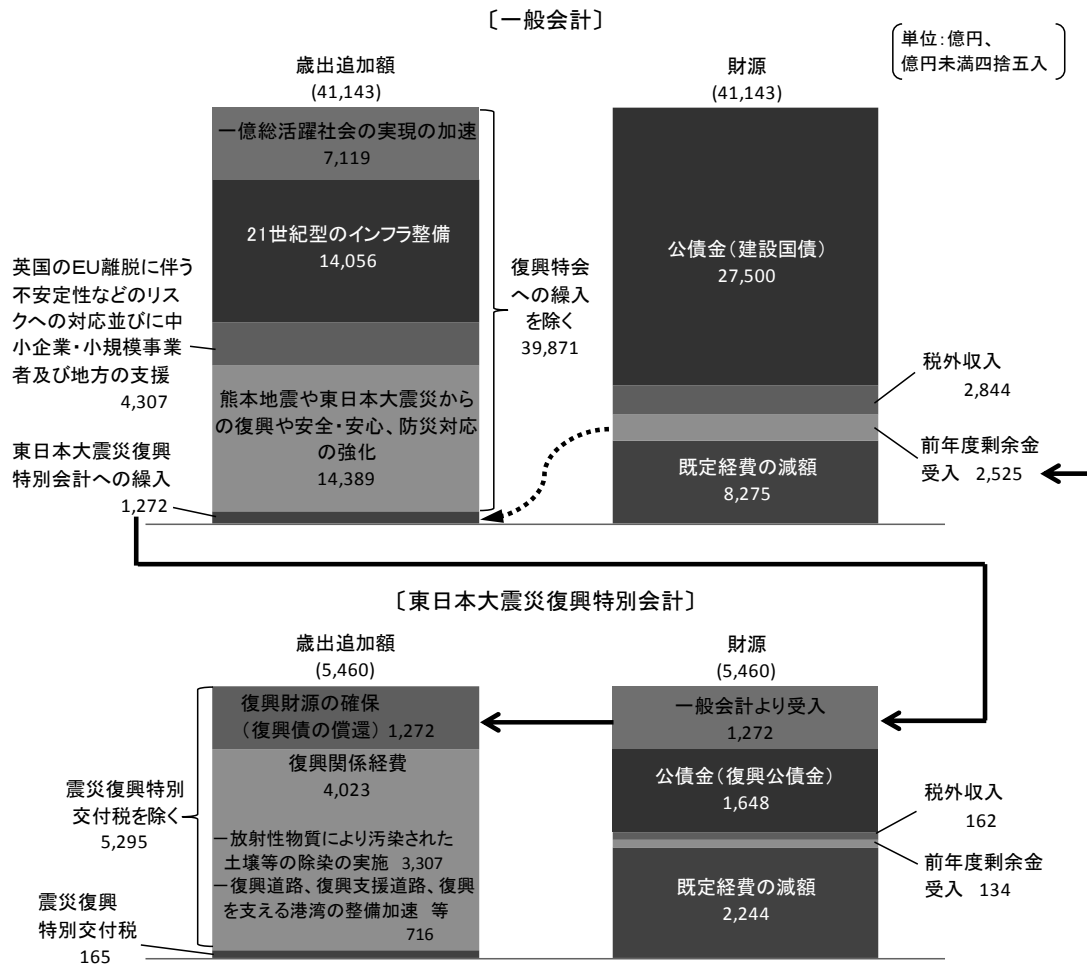 〔一般会計〕
単位：億円、
億円未満四捨五入
歳出追加額
(41,143)
財源
(41,143)
一億総活躍社会の実現の加速
7,119
21世紀型のインフラ整備
14,056
英国のＥＵ離脱に伴う
不安定性などのリス
クへの対応並びに中
小企業・小規模事業
者及び地方の支援
4,307
熊本地震や東日本大震災から
の復興や安全・安心、防災対応
の強化
14,389
東日本大震災復興
特別会計への繰入
1,272
復興特会
への繰入
を除く
39,871
公債金（建設国債）
27,500
税外収入
2,844
前年度剰余金
受入 2,525
既定経費の減額
8,275
〔東日本大震災復興特別会計〕
歳出追加額
(5,460)
財源
(5,460)
復興財源の確保
（復興債の償還） 1,272
復興関係経費
4,023
－放射性物質により汚染された
土壌等の除染の実施 3,307
－復興道路、復興支援道路、復興
を支える港湾の整備加速 等
716
震災復興特別
交付税を除く
5,295
震災復興
特別交付税
165
一般会計より受入
1,272
公債金（復興公債金）
1,648
税外収入
162
前年度剰余金
受入 134
既定経費の減額
2,244